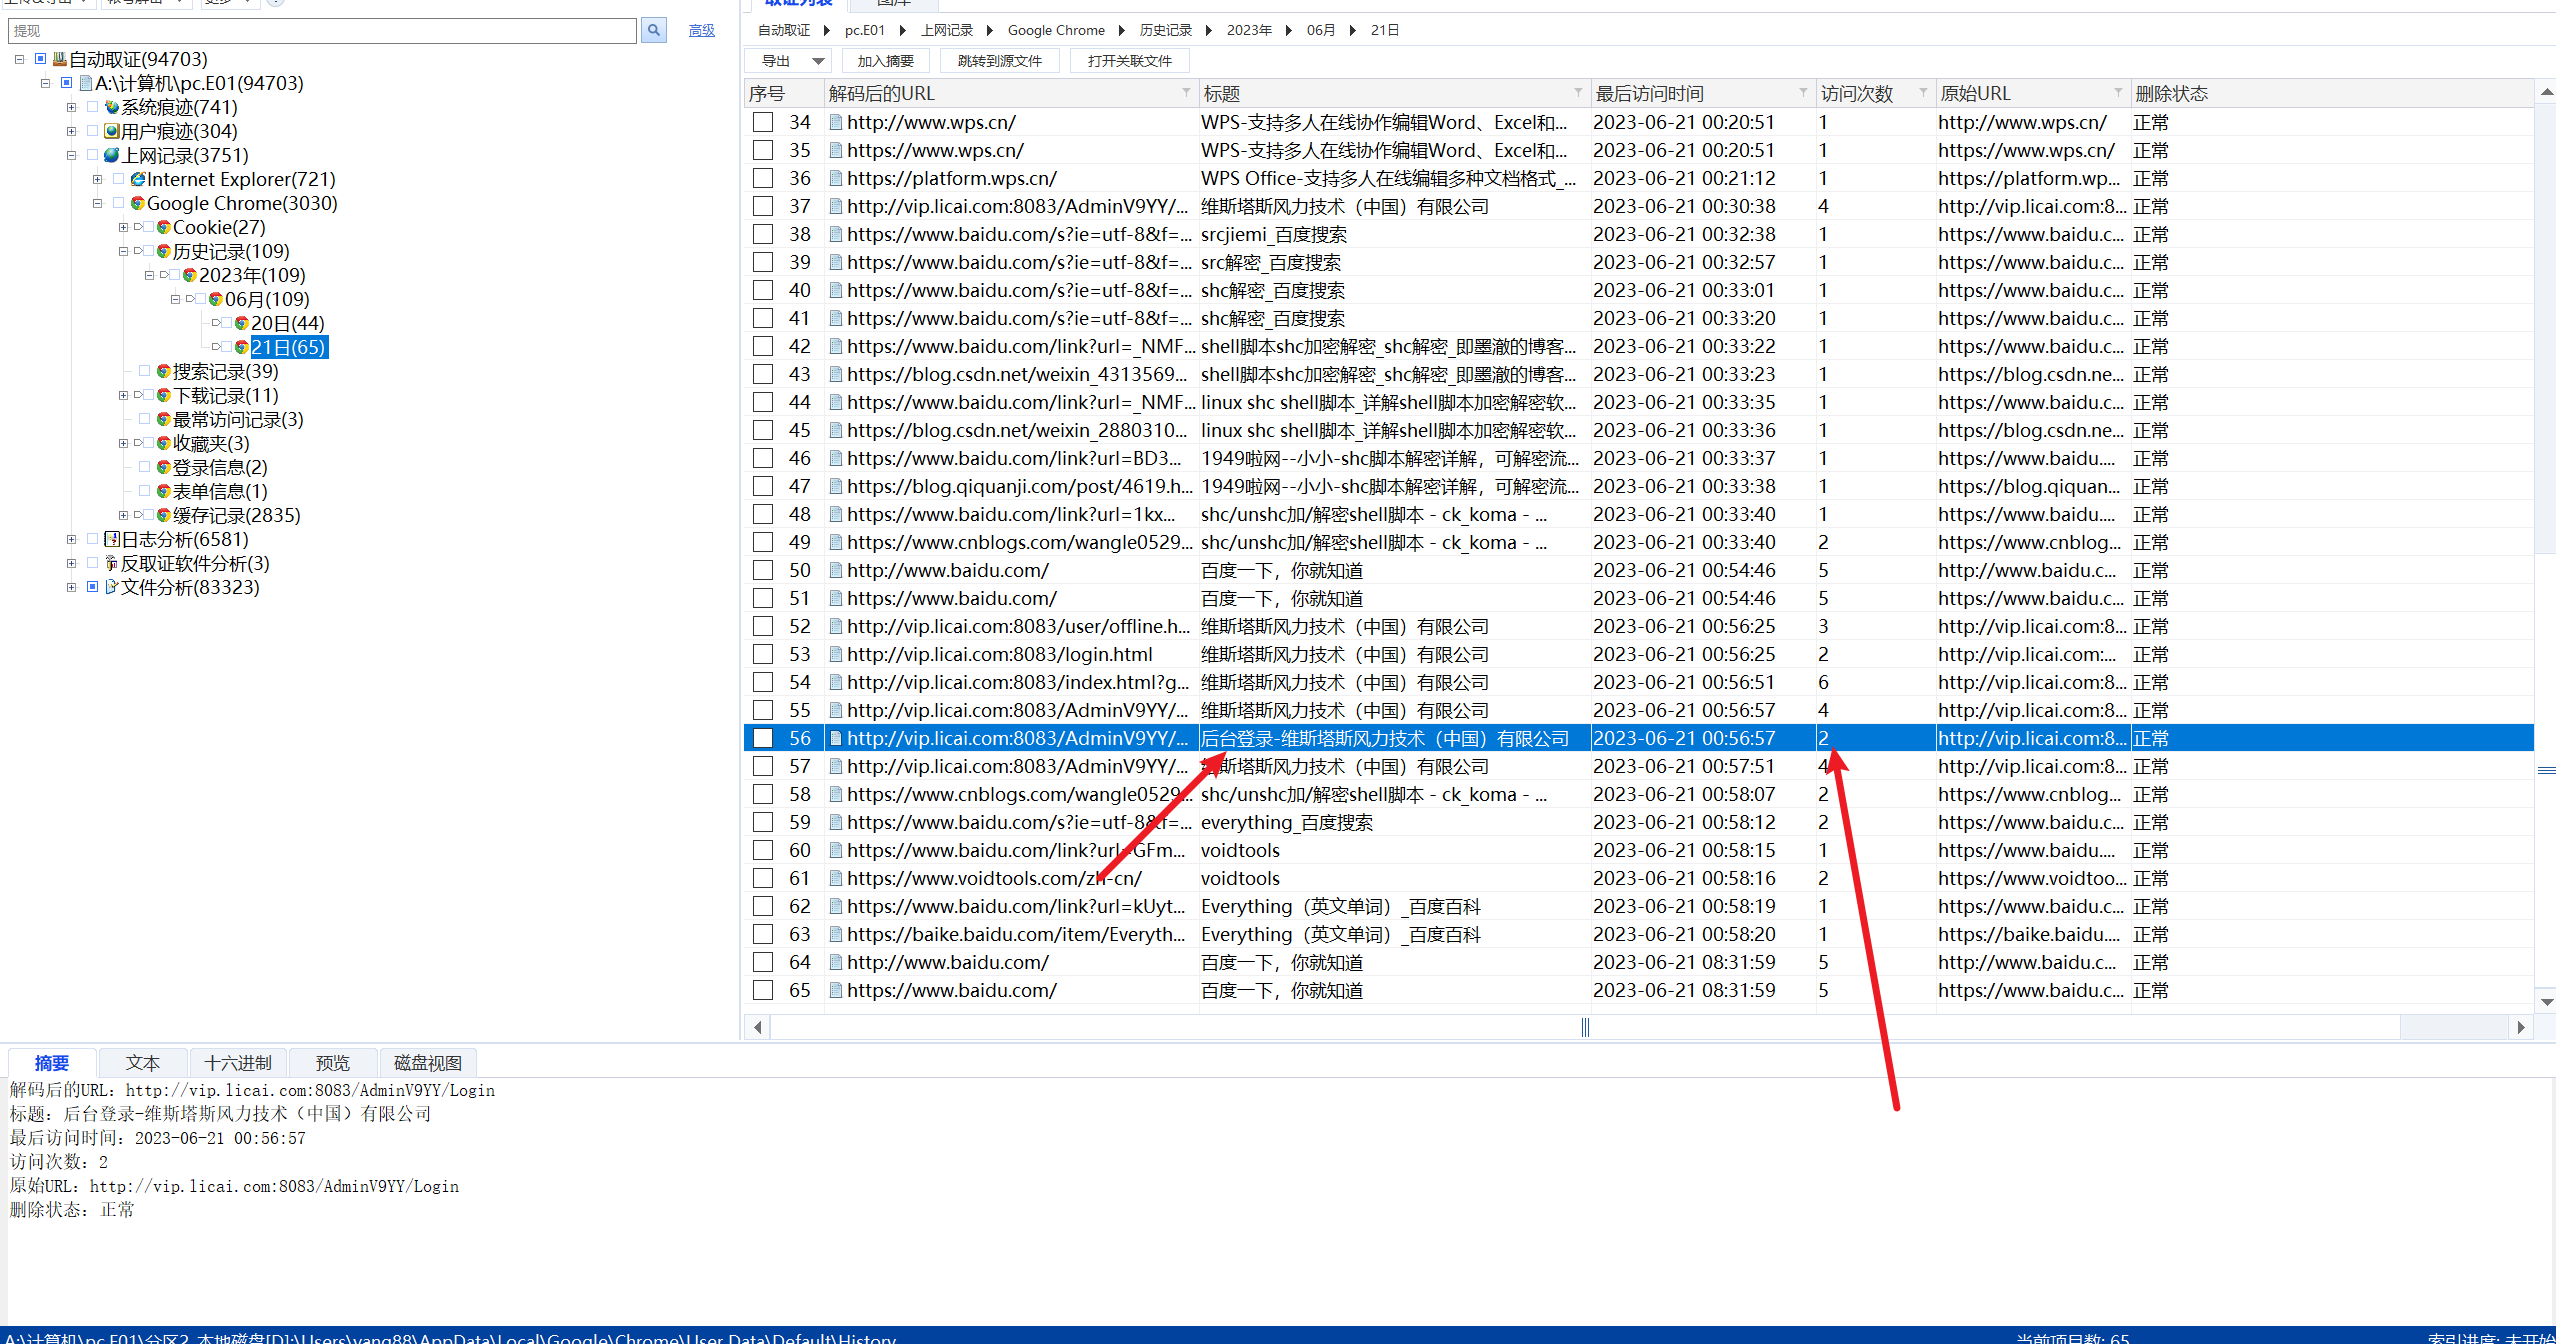 取证列表 图库
提现 高级
自动取证 pc.E01 上网记录 Google Chrome 历史记录 2023年 06月 21日
导出 加入摘要 跳转到源文件 打开关联文件
自动取证(94703)
A:\计算机\pc.E01(94703)
系统痕迹(741)
用户痕迹(304)
上网记录(3751)
Internet Explorer(721)
Google Chrome(3030)
Cookie(27)
历史记录(109)
2023年(109)
06月(109)
20日(44)
21日(65)
搜索记录(39)
下载记录(11)
最常访问记录(3)
收藏夹(3)
登录信息(2)
表单信息(1)
缓存记录(2835)
日志分析(6581)
反取证软件分析(3)
文件分析(83323)
序号 解码后的URL 标题 最后访问时间 访问次数 原始URL 删除状态
34 http://www.wps.cn/ WPS-支持多人在线协作编辑Word、Excel和... 2023-06-21 00:20:51 1 http://www.wps.cn/ 正常
35 https://www.wps.cn/ WPS-支持多人在线协作编辑Word、Excel和... 2023-06-21 00:20:51 1 https://www.wps.cn/ 正常
36 https://platform.wps.cn/ WPS Office-支持多人在线编辑多种文档格式_... 2023-06-21 00:21:12 1 https://platform.wp... 正常
37 http://vip.licai.com:8083/AdminV9YY/... 维斯塔斯风力技术（中国）有限公司 2023-06-21 00:30:38 4 http://vip.licai.com:8... 正常
38 https://www.baidu.com/s?ie=utf-8&f=... srcjiemi_百度搜索 2023-06-21 00:32:38 1 https://www.baidu.c... 正常
39 https://www.baidu.com/s?ie=utf-8&f=... src解密_百度搜索 2023-06-21 00:32:57 1 https://www.baidu.c... 正常
40 https://www.baidu.com/s?ie=utf-8&f=... shc解密_百度搜索 2023-06-21 00:33:01 1 https://www.baidu.c... 正常
41 https://www.baidu.com/s?ie=utf-8&f=... shc解密_百度搜索 2023-06-21 00:33:20 1 https://www.baidu.c... 正常
42 https://www.baidu.com/link?url=_NMF... shell脚本shc加密解密_shc解密_即墨澈的博客... 2023-06-21 00:33:22 1 https://www.baidu.c... 正常
43 https://blog.csdn.net/weixin_4313569... shell脚本shc加密解密_shc解密_即墨澈的博客... 2023-06-21 00:33:23 1 https://blog.csdn.ne... 正常
44 https://www.baidu.com/link?url=_NMF... linux shc shell脚本_详解shell脚本加密解密软... 2023-06-21 00:33:35 1 https://www.baidu.c... 正常
45 https://blog.csdn.net/weixin_2880310... linux shc shell脚本_详解shell脚本加密解密软... 2023-06-21 00:33:36 1 https://blog.csdn.ne... 正常
46 https://www.baidu.com/link?url=BD3... 1949啦网--小小-shc脚本解密详解，可解密流... 2023-06-21 00:33:37 1 https://www.baidu.... 正常
47 https://blog.qiquanji.com/post/4619.h... 1949啦网--小小-shc脚本解密详解，可解密流... 2023-06-21 00:33:38 1 https://blog.qiquan... 正常
48 https://www.baidu.com/link?url=1kx... shc/unshc加/解密shell脚本 - ck_koma - ... 2023-06-21 00:33:40 1 https://www.baidu.... 正常
49 https://www.cnblogs.com/wangle0529... shc/unshc加/解密shell脚本 - ck_koma - ... 2023-06-21 00:33:40 2 https://www.cnblog... 正常
50 http://www.baidu.com/ 百度一下，你就知道 2023-06-21 00:54:46 5 http://www.baidu.c... 正常
51 https://www.baidu.com/ 百度一下，你就知道 2023-06-21 00:54:46 5 https://www.baidu.c... 正常
52 http://vip.licai.com:8083/user/offline.h... 维斯塔斯风力技术（中国）有限公司 2023-06-21 00:56:25 3 http://vip.licai.com:8... 正常
53 http://vip.licai.com:8083/login.html 维斯塔斯风力技术（中国）有限公司 2023-06-21 00:56:25 2 http://vip.licai.com:... 正常
54 http://vip.licai.com:8083/index.html?g... 维斯塔斯风力技术（中国）有限公司 2023-06-21 00:56:51 6 http://vip.licai.com:8... 正常
55 http://vip.licai.com:8083/AdminV9YY/... 维斯塔斯风力技术（中国）有限公司 2023-06-21 00:56:57 4 http://vip.licai.com:8... 正常
56 http://vip.licai.com:8083/AdminV9YY/... 后台登录-维斯塔斯风力技术（中国）有限公司 2023-06-21 00:56:57 2 http://vip.licai.com:8... 正常
57 http://vip.licai.com:8083/AdminV9YY/... 维斯塔斯风力技术（中国）有限公司 2023-06-21 00:57:51 4 http://vip.licai.com:8... 正常
58 https://www.cnblogs.com/wangle0529... shc/unshc加/解密shell脚本 - ck_koma - ... 2023-06-21 00:58:07 2 https://www.cnblog... 正常
59 https://www.baidu.com/s?ie=utf-8&f=... everything_百度搜索 2023-06-21 00:58:12 2 https://www.baidu.c... 正常
60 https://www.baidu.com/link?url=GFm... voidtools 2023-06-21 00:58:15 1 https://www.baidu.... 正常
61 https://www.voidtools.com/zh-cn/ voidtools 2023-06-21 00:58:16 2 https://www.voidtoo... 正常
62 https://www.baidu.com/link?url=kUyt... Everything（英文单词）_百度百科 2023-06-21 00:58:19 1 https://www.baidu.c... 正常
63 https://baike.baidu.com/item/Everyth... Everything（英文单词）_百度百科 2023-06-21 00:58:20 1 https://baike.baidu.... 正常
64 http://www.baidu.com/ 百度一下，你就知道 2023-06-21 08:31:59 5 http://www.baidu.c... 正常
65 https://www.baidu.com/ 百度一下，你就知道 2023-06-21 08:31:59 5 https://www.baidu.c... 正常
摘要 文本 十六进制 预览 磁盘视图
解码后的URL: http://vip.licai.com:8083/AdminV9YY/Login
标题: 后台登录-维斯塔斯风力技术（中国）有限公司
最后访问时间: 2023-06-21 00:56:57
访问次数: 2
原始URL: http://vip.licai.com:8083/AdminV9YY/Login
删除状态: 正常
A:\计算机\pc.E01\分区2_本地磁盘[D]:\Users\yang88\AppData\Local\Google\Chrome\User Data\Default\History 当前项目数: 65 索引进度: 未开始